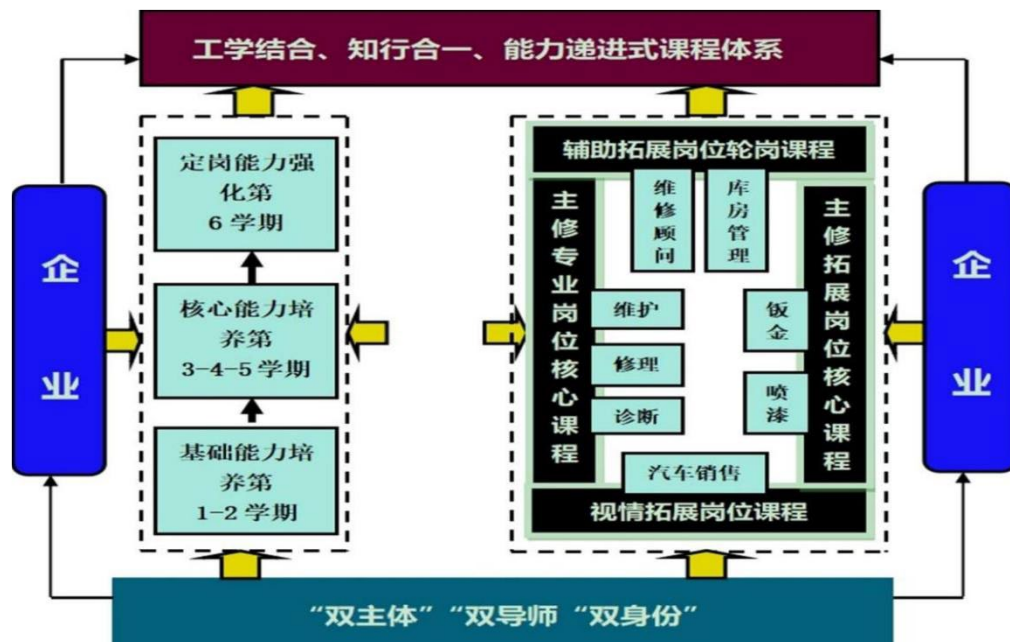 工学结合、知行合一、能力递进式课程体系
企
业
定岗能力强
化第
6 学期
核心能力培
养第
3-4-5 学期
基础能力培
养第
1-2 学期
辅助拓展岗位轮岗课程
维修顾问
库房管理
主修专业岗位核心课程
维护
修理
诊断
钣金
喷漆
主修拓展岗位核心课程
汽车销售
视情拓展岗位课程
企
业
“双主体”“双导师“双身份”